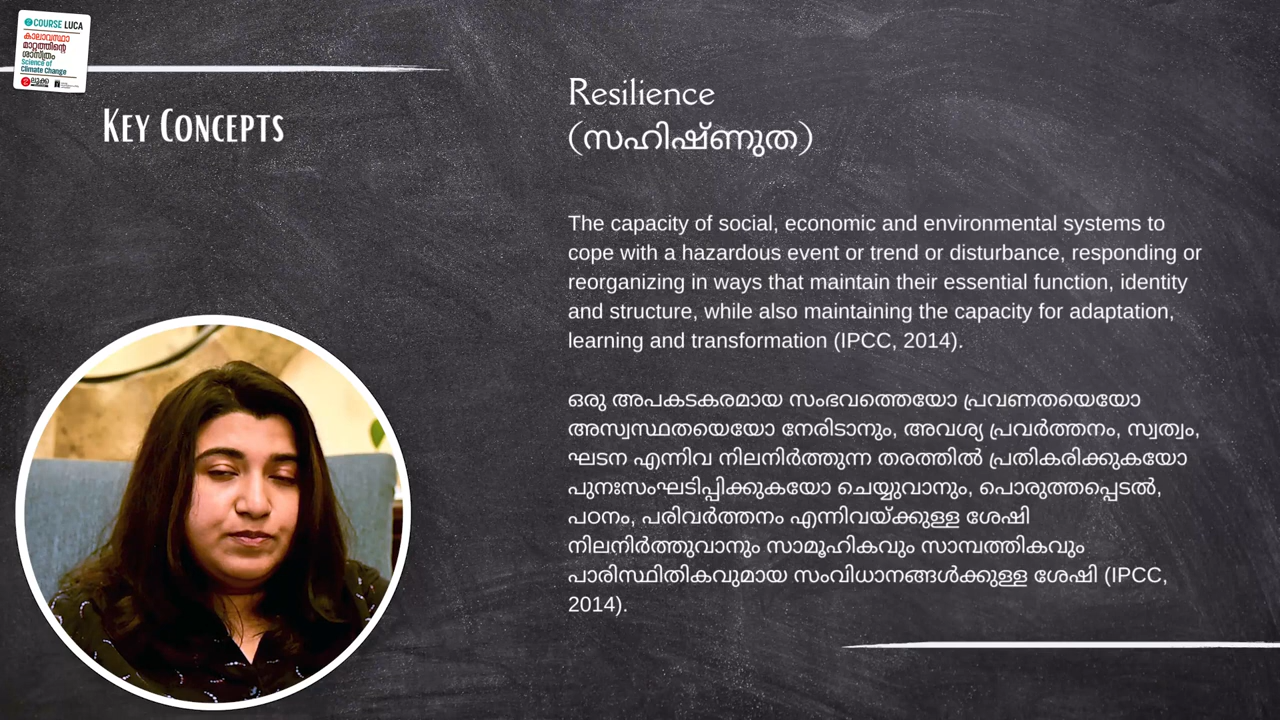 COURSE LUCA
കാലാവസ്ഥാ
മാറ്റത്തിന്റെ
ശാസ്ത്രം
Science of
Climate Change
ലൂക്ക
KEY CONCEPTS
Resilience
(സഹിഷ്ണുത)
The capacity of social, economic and environmental systems to
cope with a hazardous event or trend or disturbance, responding or
reorganizing in ways that maintain their essential function, identity
and structure, while also maintaining the capacity for adaptation,
learning and transformation (IPCC, 2014).
ഒരു അപകടകരമായ സംഭവത്തെയോ പ്രവണതയെയോ
അസ്വസ്ഥതയെയോ നേരിടാനും, അവശ്യ പ്രവർത്തനം, സ്വത്വം,
ഘടന എന്നിവ നിലനിർത്തുന്ന തരത്തിൽ പ്രതികരിക്കുകയോ
പുനഃസംഘടിപ്പിക്കുകയോ ചെയ്യുവാനും, പൊരുത്തപ്പെടൽ,
പഠനം, പരിവർത്തനം എന്നിവയ്ക്കുള്ള ശേഷി
നിലനിർത്തുവാനും സാമൂഹികവും സാമ്പത്തികവും
പാരിസ്ഥിതികവുമായ സംവിധാനങ്ങൾക്കുള്ള ശേഷി (IPCC,
2014).